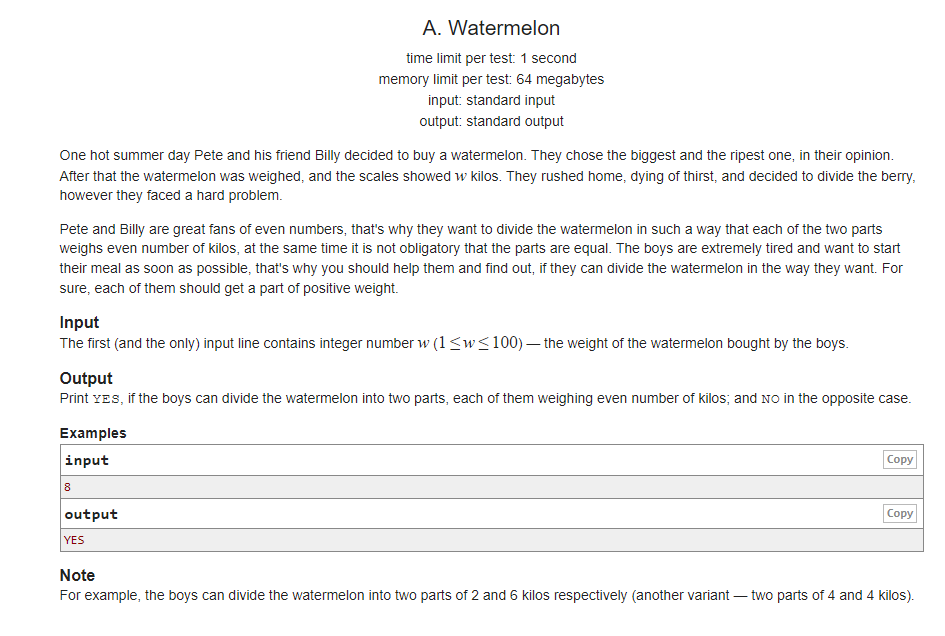 A. Watermelon
time limit per test: 1 second
memory limit per test: 64 megabytes
input: standard input
output: standard output
One hot summer day Pete and his friend Billy decided to buy a watermelon. They chose the biggest and the ripest one, in their opinion.
After that the watermelon was weighed, and the scales showed w kilos. They rushed home, dying of thirst, and decided to divide the berry,
however they faced a hard problem.
Pete and Billy are great fans of even numbers, that's why they want to divide the watermelon in such a way that each of the two parts
weighs even number of kilos, at the same time it is not obligatory that the parts are equal. The boys are extremely tired and want to start
their meal as soon as possible, that's why you should help them and find out, if they can divide the watermelon in the way they want. For
sure, each of them should get a part of positive weight.
Input
The first (and the only) input line contains integer number w (1 ≤ w ≤ 100) — the weight of the watermelon bought by the boys.
Output
Print YES, if the boys can divide the watermelon into two parts, each of them weighing even number of kilos; and NO in the opposite case.
Examples
input Copy
8
output Copy
YES
Note
For example, the boys can divide the watermelon into two parts of 2 and 6 kilos respectively (another variant — two parts of 4 and 4 kilos).